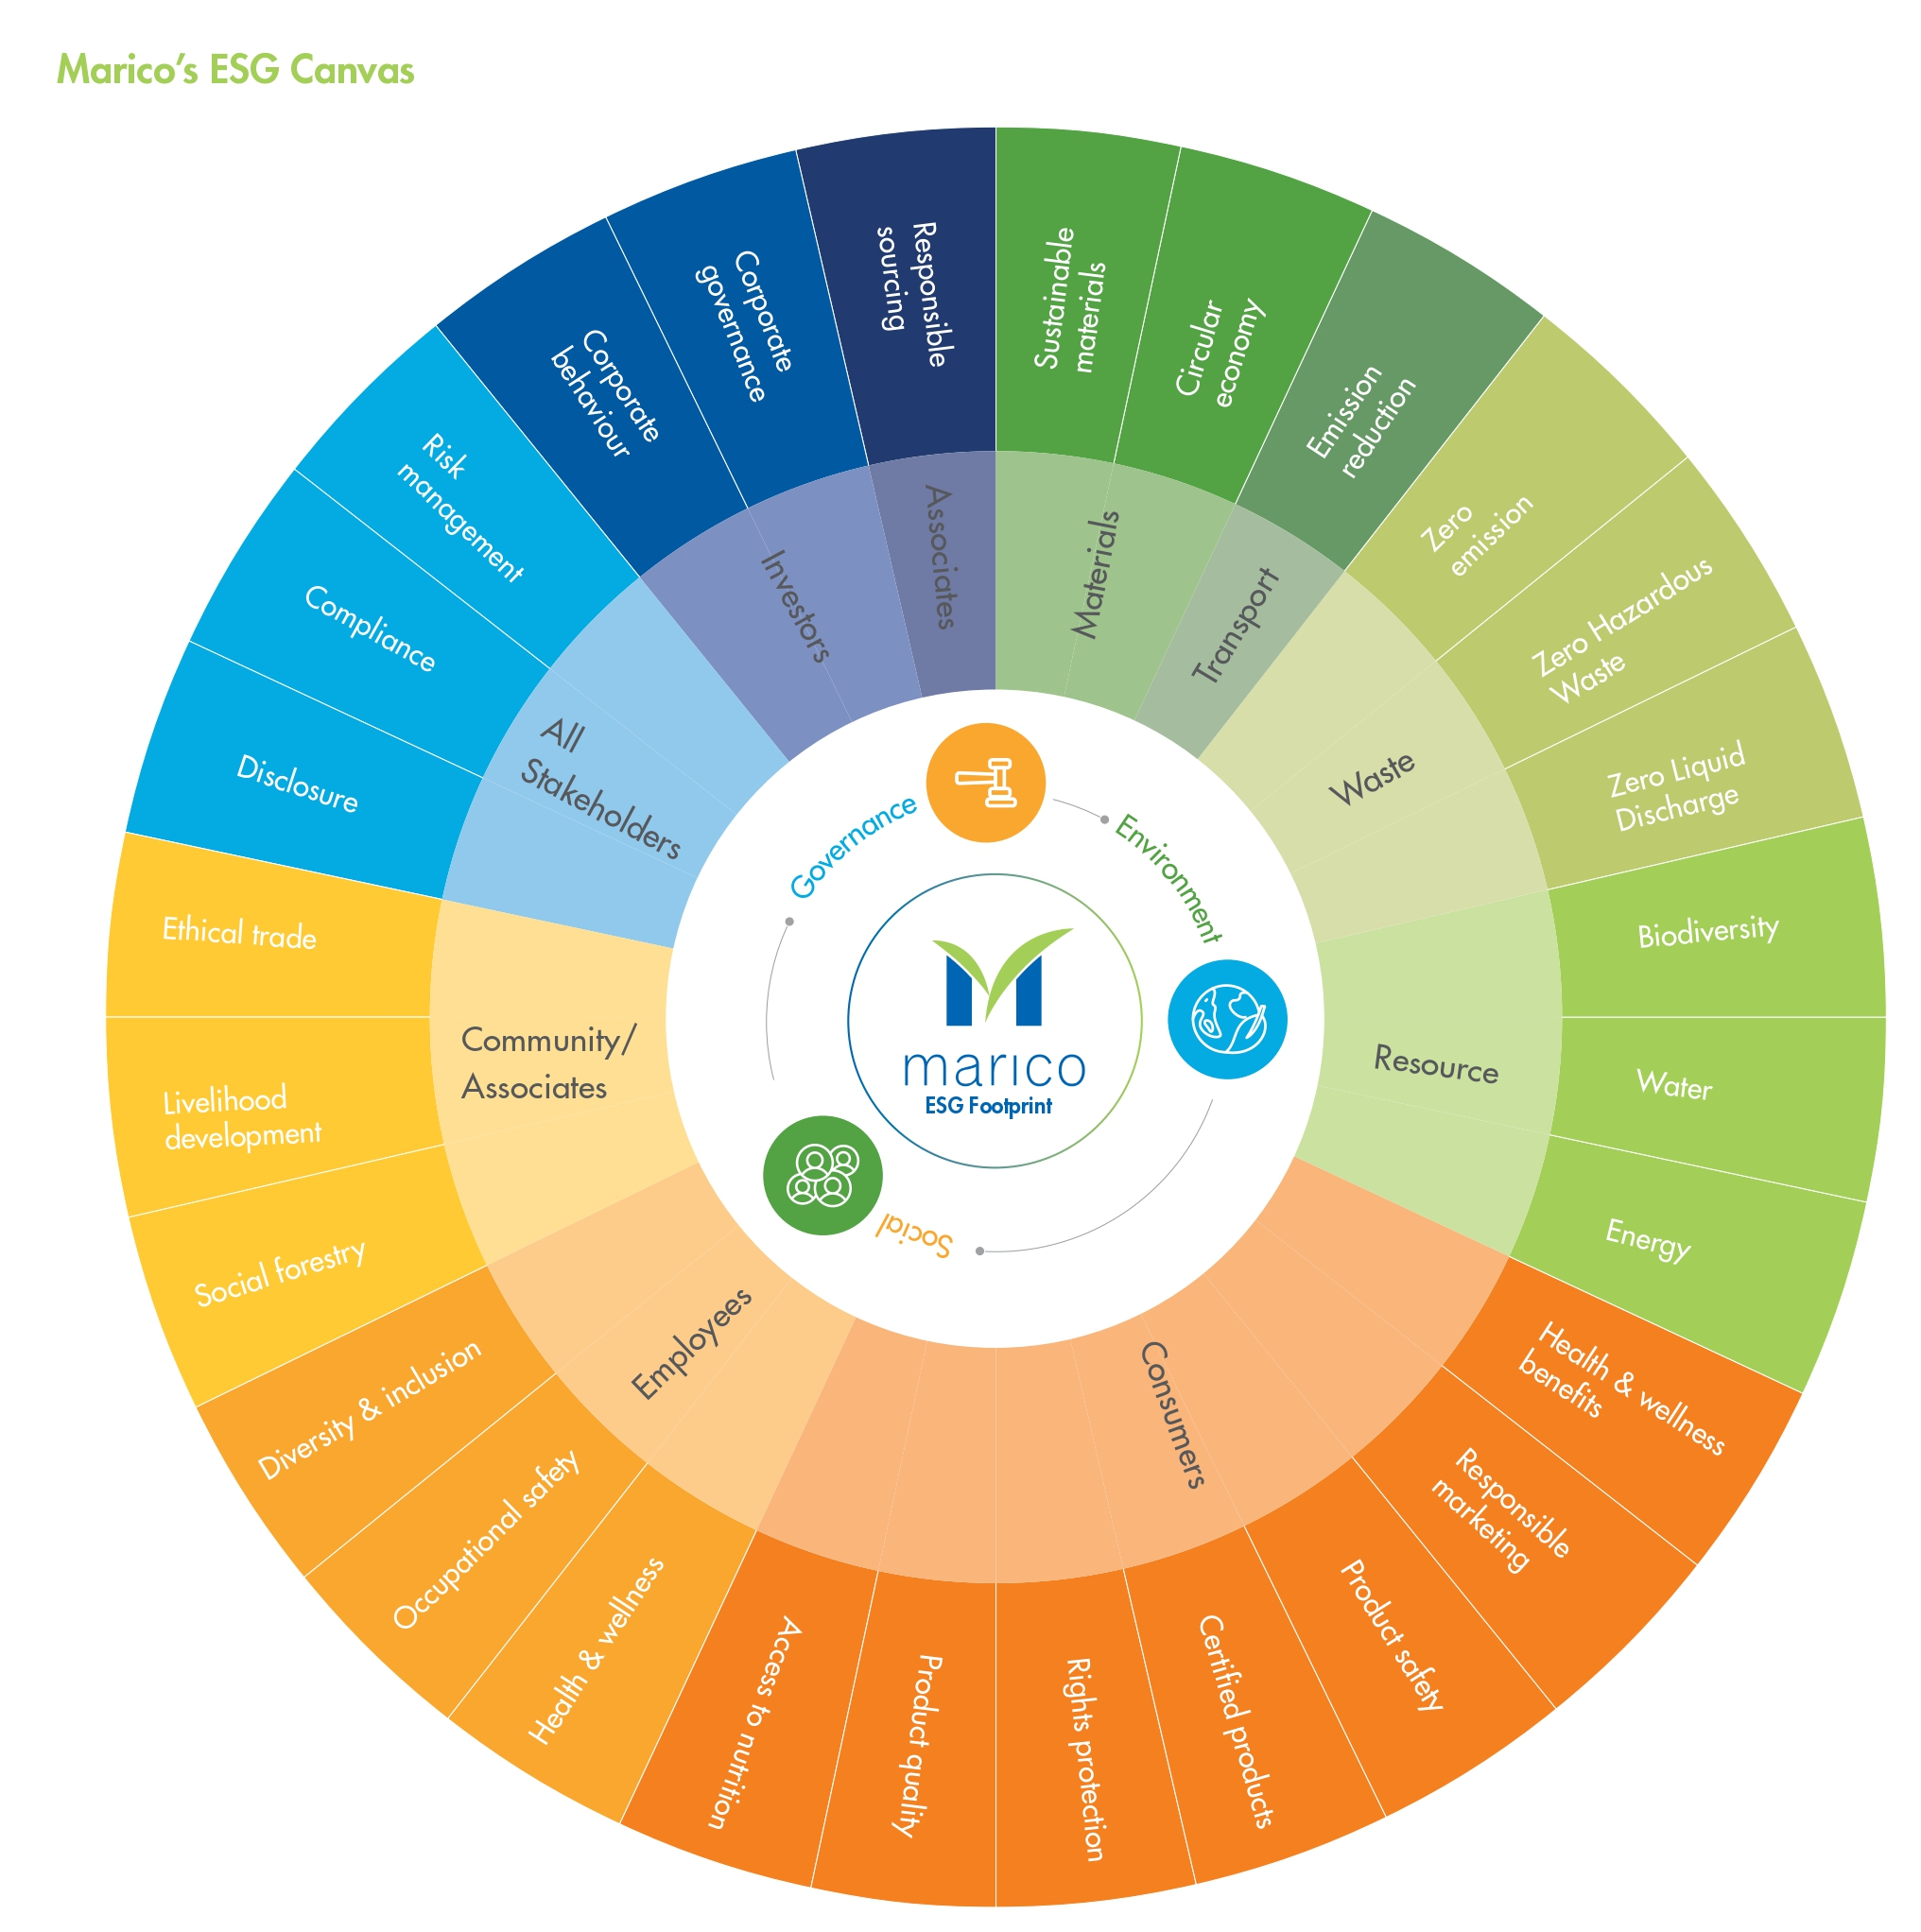 Marico's ESG Canvas
Sustainable
materials
Circular
economy
Emission
reduction
Zero
emission
Zero Hazardous
Waste
Zero Liquid
Discharge
Biodiversity
Water
Energy
Health & wellness
benefits
Responsible
marketing
Product safety
Certified products
Rights protection
Product quality
Access to nutrition
Health & wellness
Occupational safety
Diversity & inclusion
Social forestry
Livelihood
development
Ethical trade
Disclosure
Compliance
Risk
management
Corporate
behaviour
Corporate
governance
Responsible
sourcing
Materials
Transport
Waste
Resource
Consumers
Employees
Community/
Associates
All
Stakeholders
Investors
Associates
Governance
Environment
Social
marico
ESG Footprint